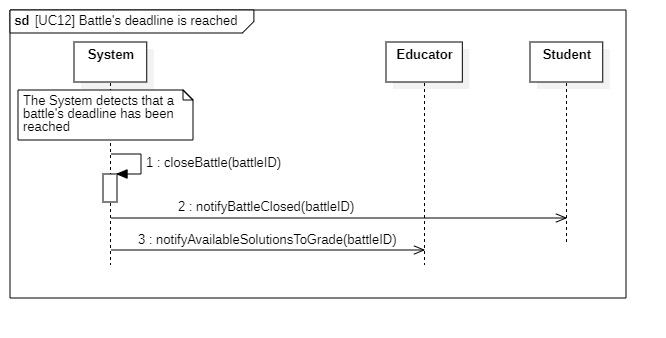 sd [UC12] Battle's deadline is reached
System
Educator
Student
The System detects that a
battle's deadline has been
reached
1 : closeBattle(battleID)
2 : notifyBattleClosed(battleID)
3 : notifyAvailableSolutionsToGrade(battleID)